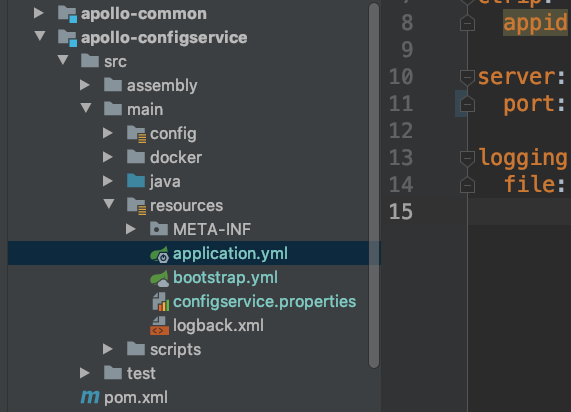 apollo-common
apollo-configservice
src
assembly
main
config
docker
java
resources
META-INF
application.yml
bootstrap.yml
configservice.properties
logback.xml
scripts
test
pom.xml
8 appid
9
10 server:
11 port:
12
13 logging
14 file:
15